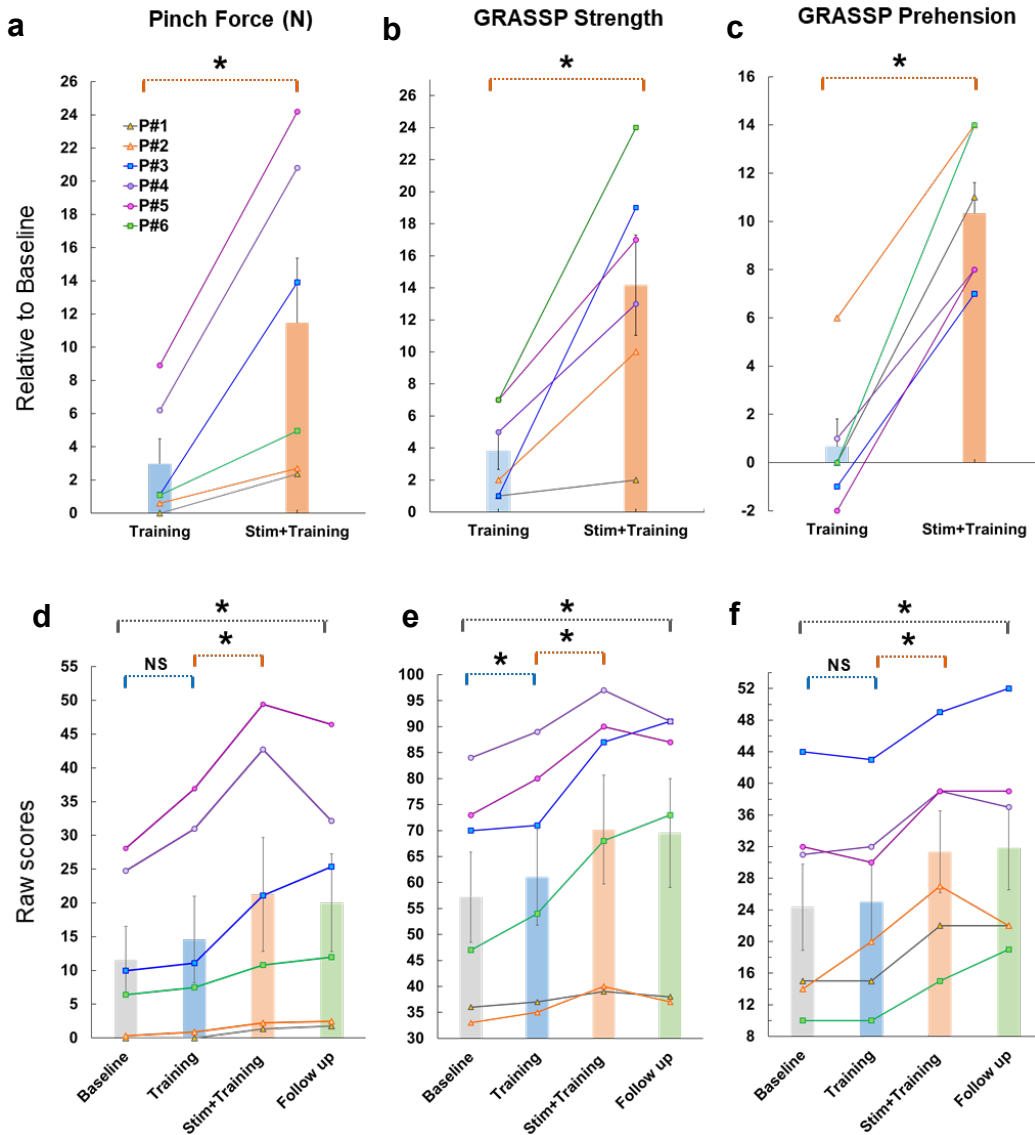 a
Pinch Force (N)
b
GRASSP Strength
c
GRASSP Prehension
*
*
*
Relative to Baseline
26
24
22
20
18
16
14
12
10
8
6
4
2
0
P#1
P#2
P#3
P#4
P#5
P#6
Training
Stim+Training
26
24
22
20
18
16
14
12
10
8
6
4
2
0
Training
Stim+Training
16
14
12
10
8
6
4
2
0
-2
Training
Stim+Training
d
*
*
NS
Raw scores
55
50
45
40
35
30
25
20
15
10
5
0
Baseline
Training
Stim+Training
Follow up
e
*
*
*
100
95
90
85
80
75
70
65
60
55
50
45
40
35
30
Baseline
Training
Stim+Training
Follow up
f
*
*
NS
52
48
44
40
36
32
28
24
20
16
12
8
Baseline
Training
Stim+Training
Follow up